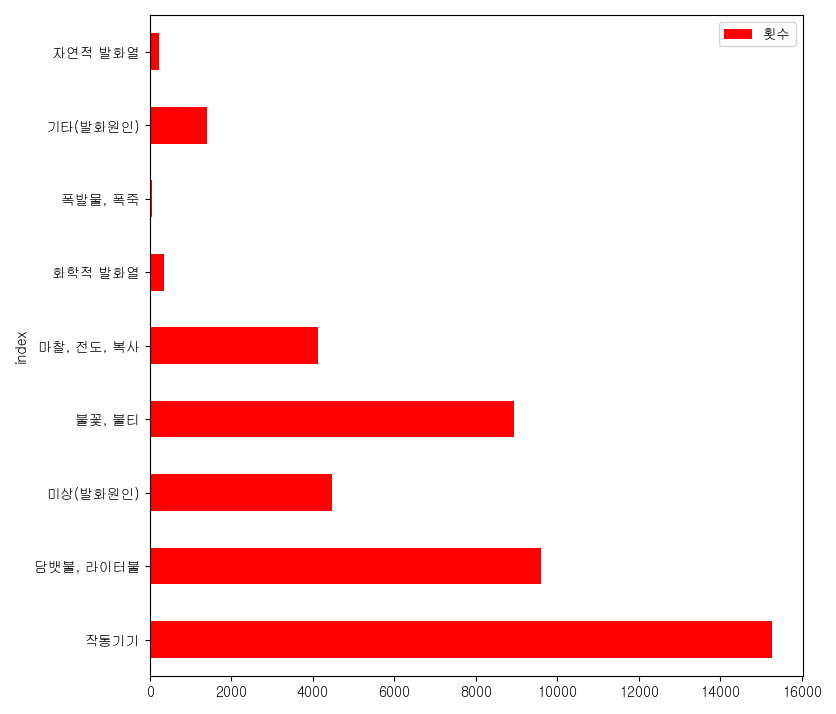 횟수
자연적 발화열
기타(발화원인)
폭발물, 폭죽
화학적 발화열
마찰, 전도, 복사
불꽃, 불티
미상(발화원인)
담뱃불, 라이터불
작동기기
index
0 2000 4000 6000 8000 10000 12000 14000 16000